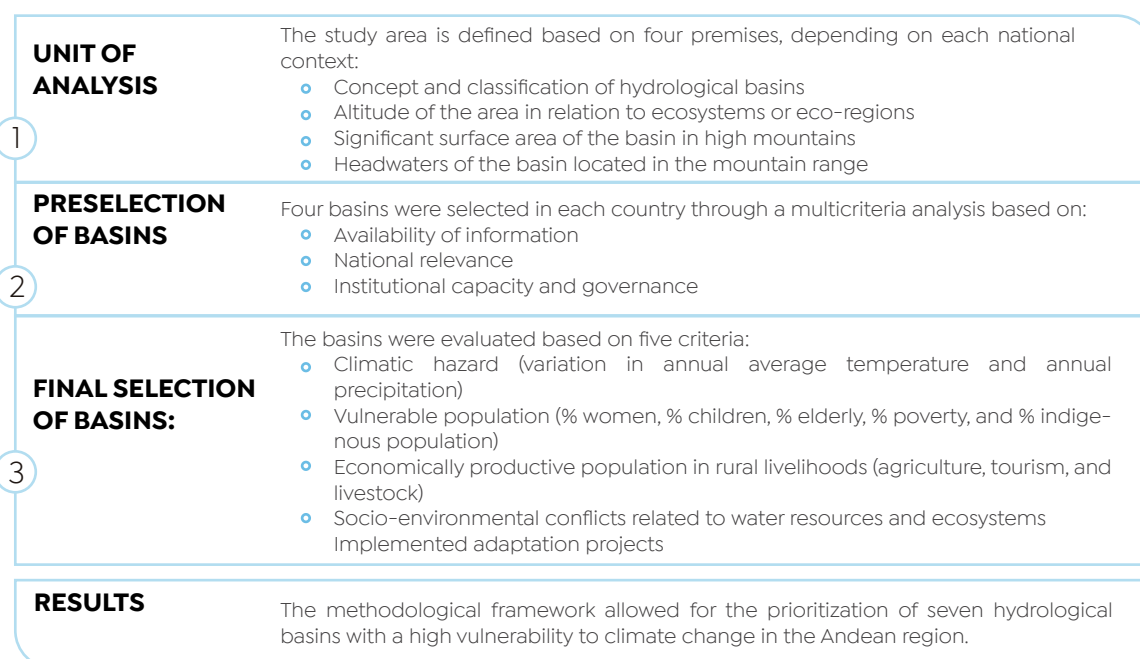 UNIT OF
ANALYSIS
1
The study area is defined based on four premises, depending on each national
context:
Concept and classification of hydrological basins
Altitude of the area in relation to ecosystems or eco-regions
Significant surface area of the basin in high mountains
Headwaters of the basin located in the mountain range
PRESELECTION
OF BASINS
2
Four basins were selected in each country through a multicriteria analysis based on:
Availability of information
National relevance
Institutional capacity and governance
FINAL SELECTION
OF BASINS:
3
The basins were evaluated based on five criteria:
Climatic hazard (variation in annual average temperature and annual
precipitation)
Vulnerable population (% women, % children, % elderly, % poverty, and % indige-
nous population)
Economically productive population in rural livelihoods (agriculture, tourism, and
livestock)
Socio-environmental conflicts related to water resources and ecosystems
Implemented adaptation projects
RESULTS
The methodological framework allowed for the prioritization of seven hydrological
basins with a high vulnerability to climate change in the Andean region.